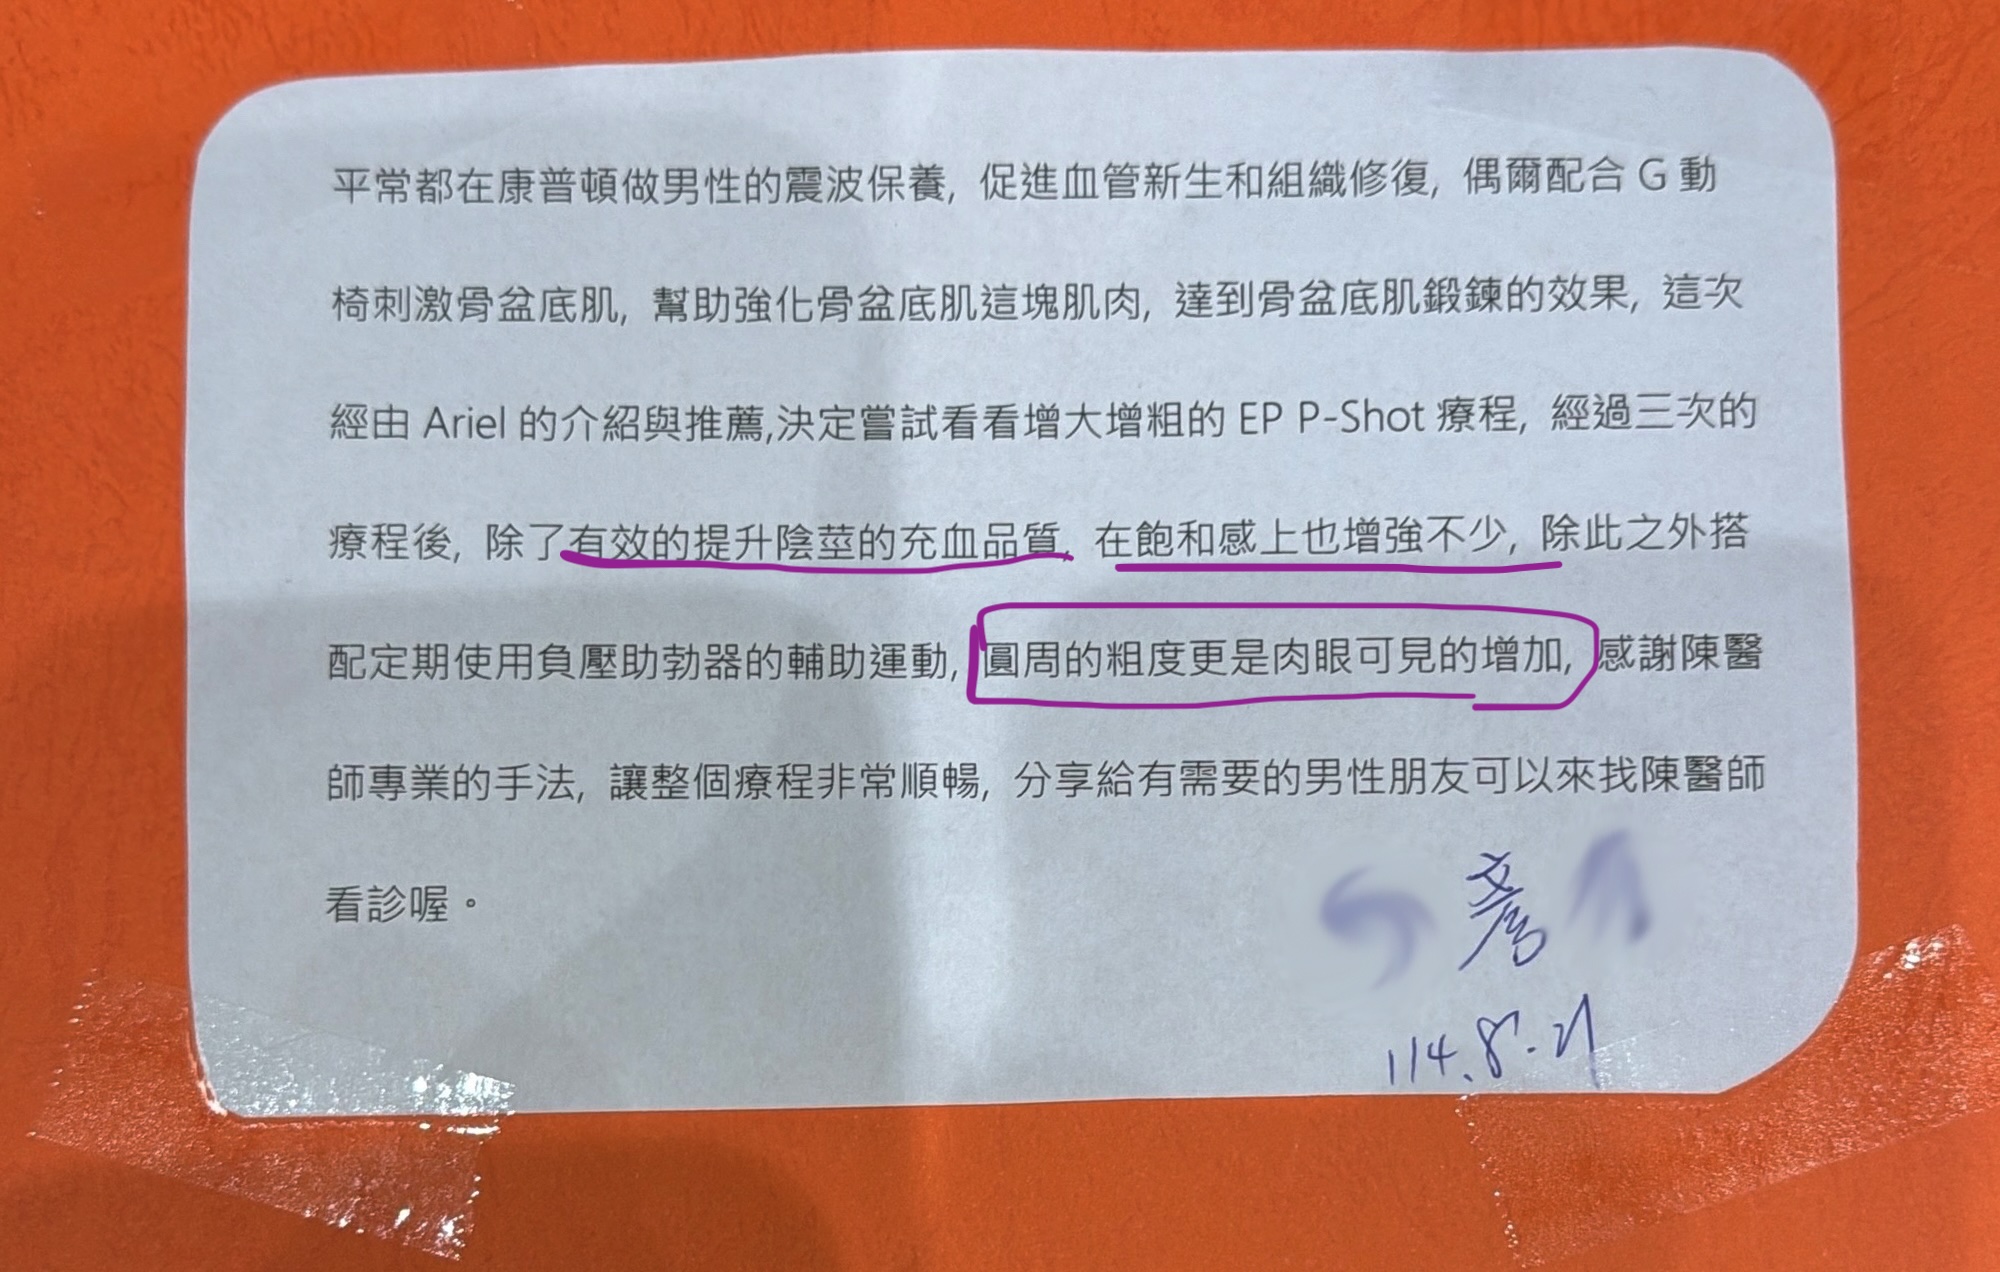 平常都在康普頓做男性的震波保養, 促進血管新生和組織修復, 偶爾配合 G 動
椅刺激骨盆底肌, 幫助強化骨盆底肌這塊肌肉, 達到骨盆底肌鍛鍊的效果, 這次
經由 Ariel 的介紹與推薦,決定嘗試看看增大增粗的 EP P-Shot 療程, 經過三次的
療程後, 除了有效的提升陰莖的充血品質, 在飽和感上也增強不少, 除此之外搭
配定期使用負壓助勃器的輔助運動, 圓周的粗度更是肉眼可見的增加, 感謝陳醫
師專業的手法, 讓整個療程非常順暢, 分享給有需要的男性朋友可以來找陳醫師
看診喔。
彥
114.8.21